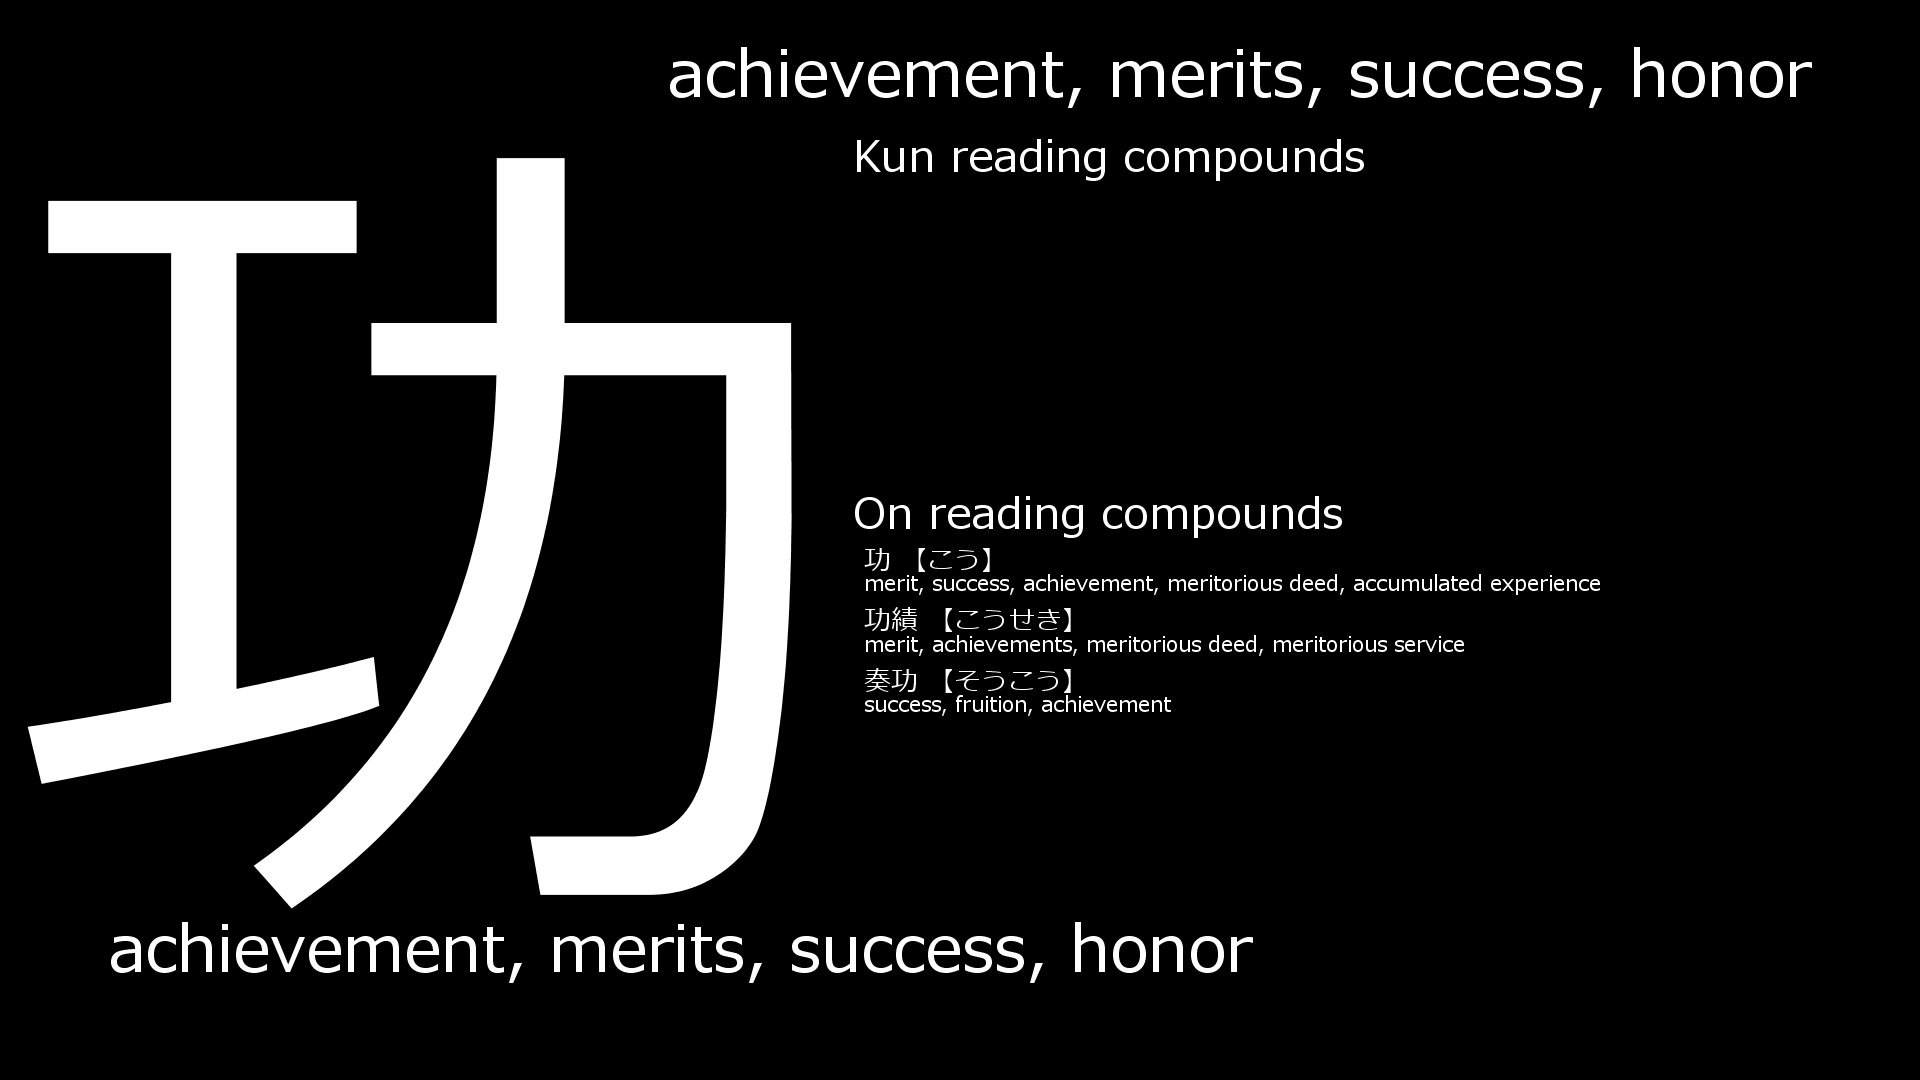 achievement, merits, success, honor
Kun reading compounds
功
On reading compounds
功 【こう】
merit, success, achievement, meritorious deed, accumulated experience
功績 【こうせき】
merit, achievements, meritorious deed, meritorious service
奏功 【そうこう】
success, fruition, achievement
achievement, merits, success, honor